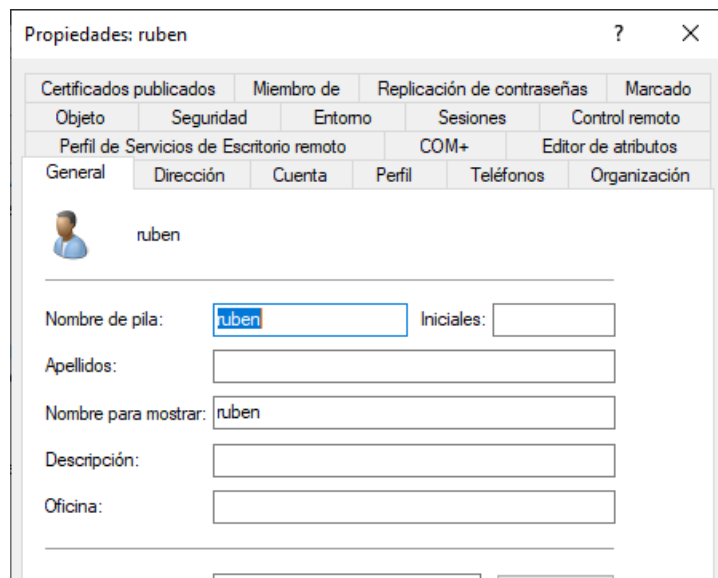 Propiedades: ruben ?
Certificados publicados Miembro de Replicación de contraseñas Marcado
Objeto Seguridad Entorno Sesiones Control remoto
Perfil de Servicios de Escritorio remoto COM+ Editor de atributos
General Dirección Cuenta Perfil Teléfonos Organización
ruben
Nombre de pila: ruben Iniciales:
Apellidos:
Nombre para mostrar: ruben
Descripción:
Oficina: